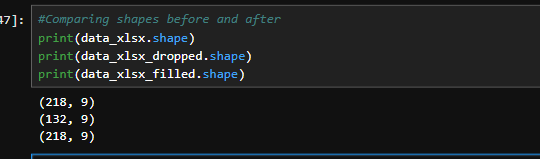 47]:
#Comparing shapes before and after
print(data_xlsx.shape)
print(data_xlsx_dropped.shape)
print(data_xlsx_filled.shape)
(218, 9)
(132, 9)
(218, 9)